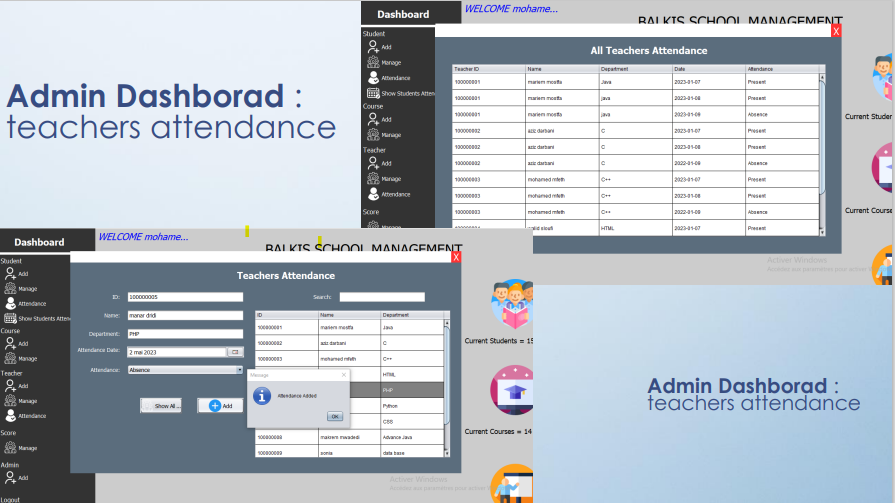 Admin Dashborad :
teachers attendance
Dashboard
WELCOME mohame...
BALKIS SCHOOL MANAGEMENT
X
Student
Add
Manage
Attendance
Show Students Atten
Course
Add
Manage
Teacher
Add
Manage
Attendance
Score
Manage
All Teachers Attendance
Teacher ID Name Department Date Attendance
100000001 mariem mostfa Java 2023-01-07 Present
100000001 mariem mostfa java 2023-01-08 Present
100000001 mariem mostfa java 2023-01-09 Absence
100000002 aziz darbani C 2023-01-07 Present
100000002 aziz darbani C 2023-01-08 Present
100000002 aziz darbani C 2022-01-09 Absence
100000003 mohamed mfeth C++ 2023-01-07 Present
100000003 mohamed mfeth C++ 2023-01-08 Present
100000003 mohamed mfeth C++ 2022-01-09 Absence
HTML 2023-01-07 Present
Current Studer
Current Course
Activer Windows
Dashboard
WELCOME mohame...
BALKIS SCHOOL MANAGEMENT
X
Student
Add
Manage
Attendance
Show Students Atten
Course
Add
Manage
Teacher
Add
Manage
Attendance
Score
Manage
Admin
Add
Logout
Teachers Attendance
ID: 100000005
Name: manar dridi
Department: PHP
Attendance Date: 2 mai 2023
Attendance: Absence
Show All ...
Add
Search:
ID Name Department
100000001 mariem mostfa Java
100000002 aziz darbani C
100000003 mohamed mfeth C++
HTML
PHP
Python
CSS
100000008 makrem mwadedi Advance Java
100000009 sonia data base
Message
X
Attendance Added
OK
Current Students = 15
Current Courses = 14
Activer Windows
Admin Dashborad :
teachers attendance